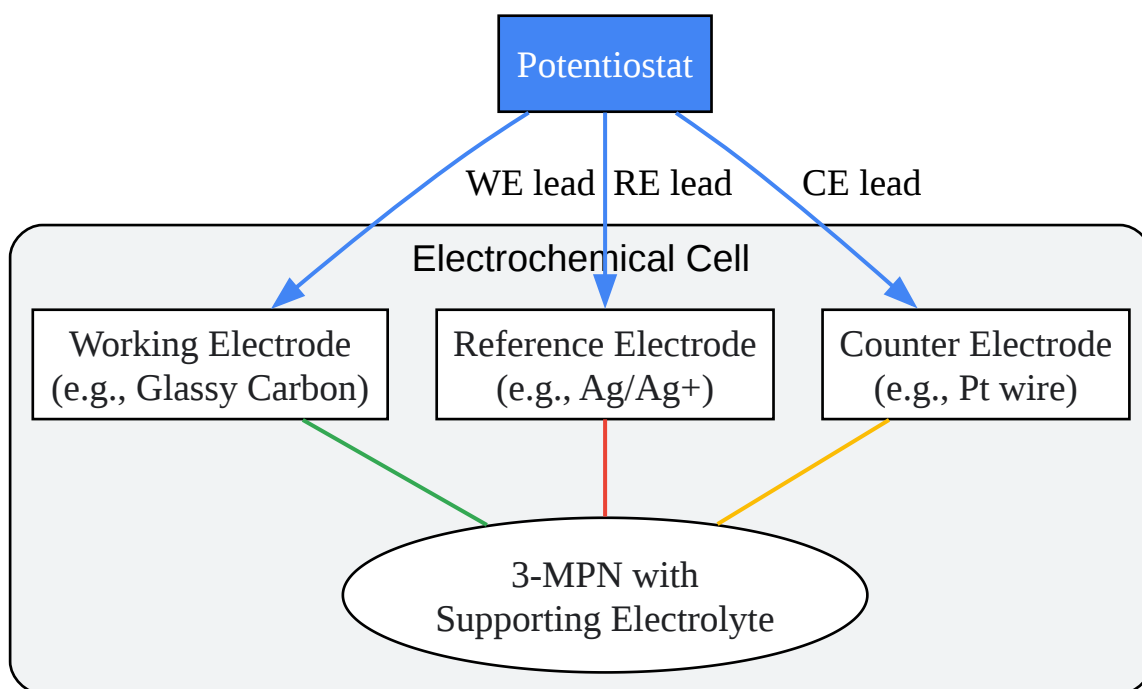 Potentiostat
WE lead
RE lead
CE lead
Electrochemical Cell
Working Electrode
(e.g., Glassy Carbon)
Reference Electrode
(e.g., Ag/Ag+)
Counter Electrode
(e.g., Pt wire)
3-MPN with
Supporting Electrolyte